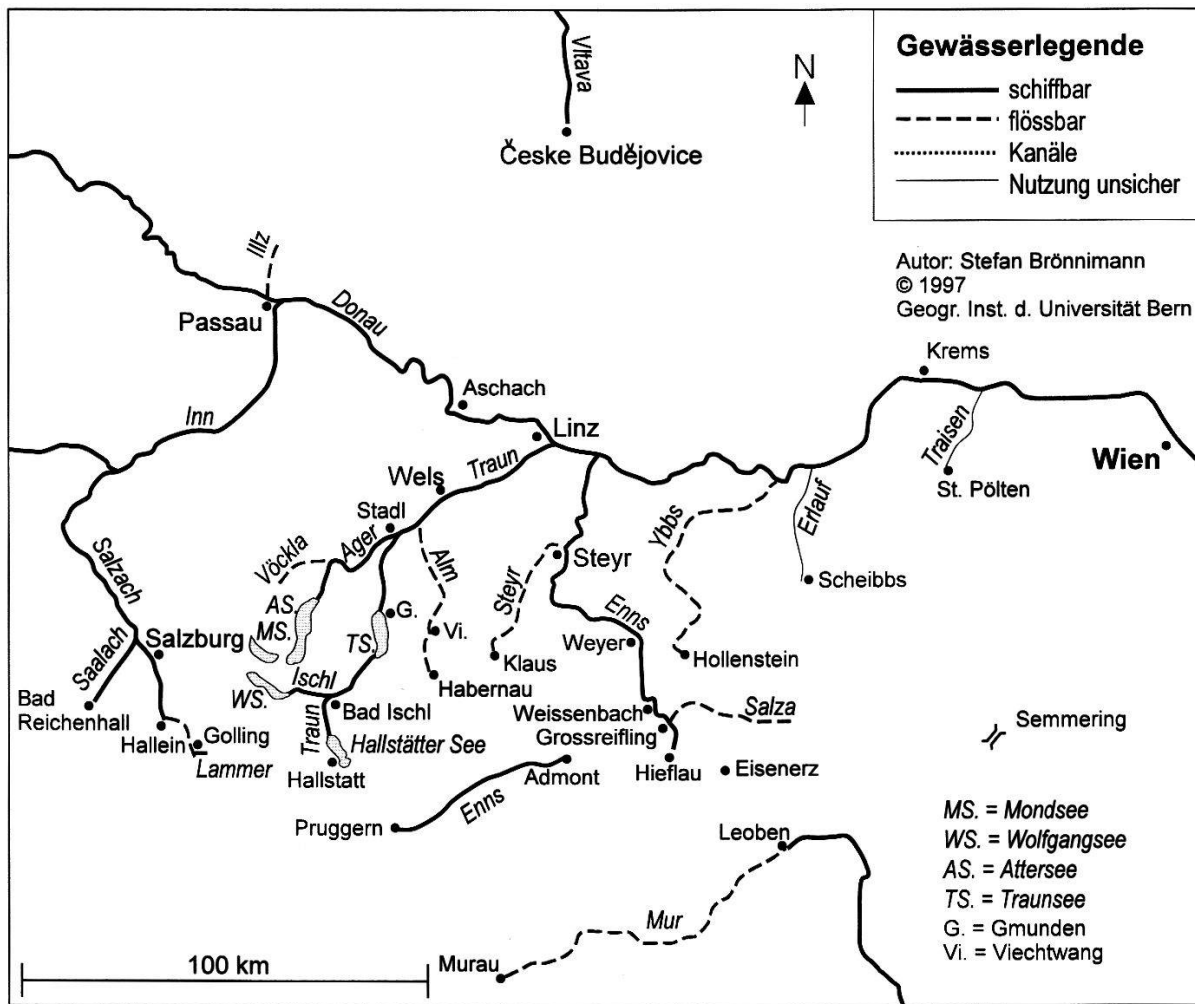 Vltava
N
Česke Budějovice
Gewässerlegende
schiffbar
flössbar
Kanäle
Nutzung unsicher
Autor: Stefan Brönnimann
© 1997
Geogr. Inst. d. Universität Bern
Illz
Passau
Donau
Inn
Aschach
Linz
Krems
Traisen
Wien
St. Pölten
Wels
Traun
Stadl
Ager
Vöckla
Alm
Steyr
Steyr
Ybbs
Erlauf
Scheibbs
Salzach
AS.
MS.
G.
TS.
Vi.
Enns
Salzburg
Saalach
Ischl
WS.
Klaus
Weyer
Hollenstein
Habernau
Bad
Reichenhall
Hallein
Golling
Lammer
Traun
Bad Ischl
Hallstätter See
Hallstatt
Weissenbach
Grossreifling
Salza
Semmering
Admont
Hieflau
Eisenerz
Enns
Pruggern
Leoben
Mur
Murau
100 km
MS. = Mondsee
WS. = Wolfgangsee
AS. = Attersee
TS. = Traunsee
G. = Gmunden
Vi. = Viechtwang